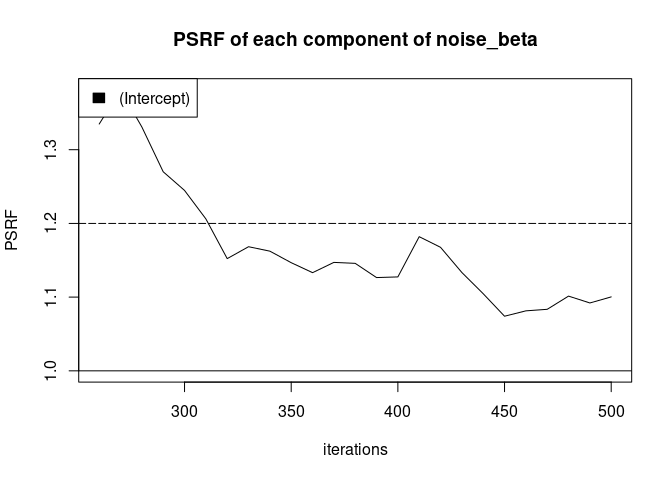 PSRF of each component of noise_beta
(Intercept)
PSRF
1.3
1.2
1.1
1.0
300 350 400 450 500
iterations